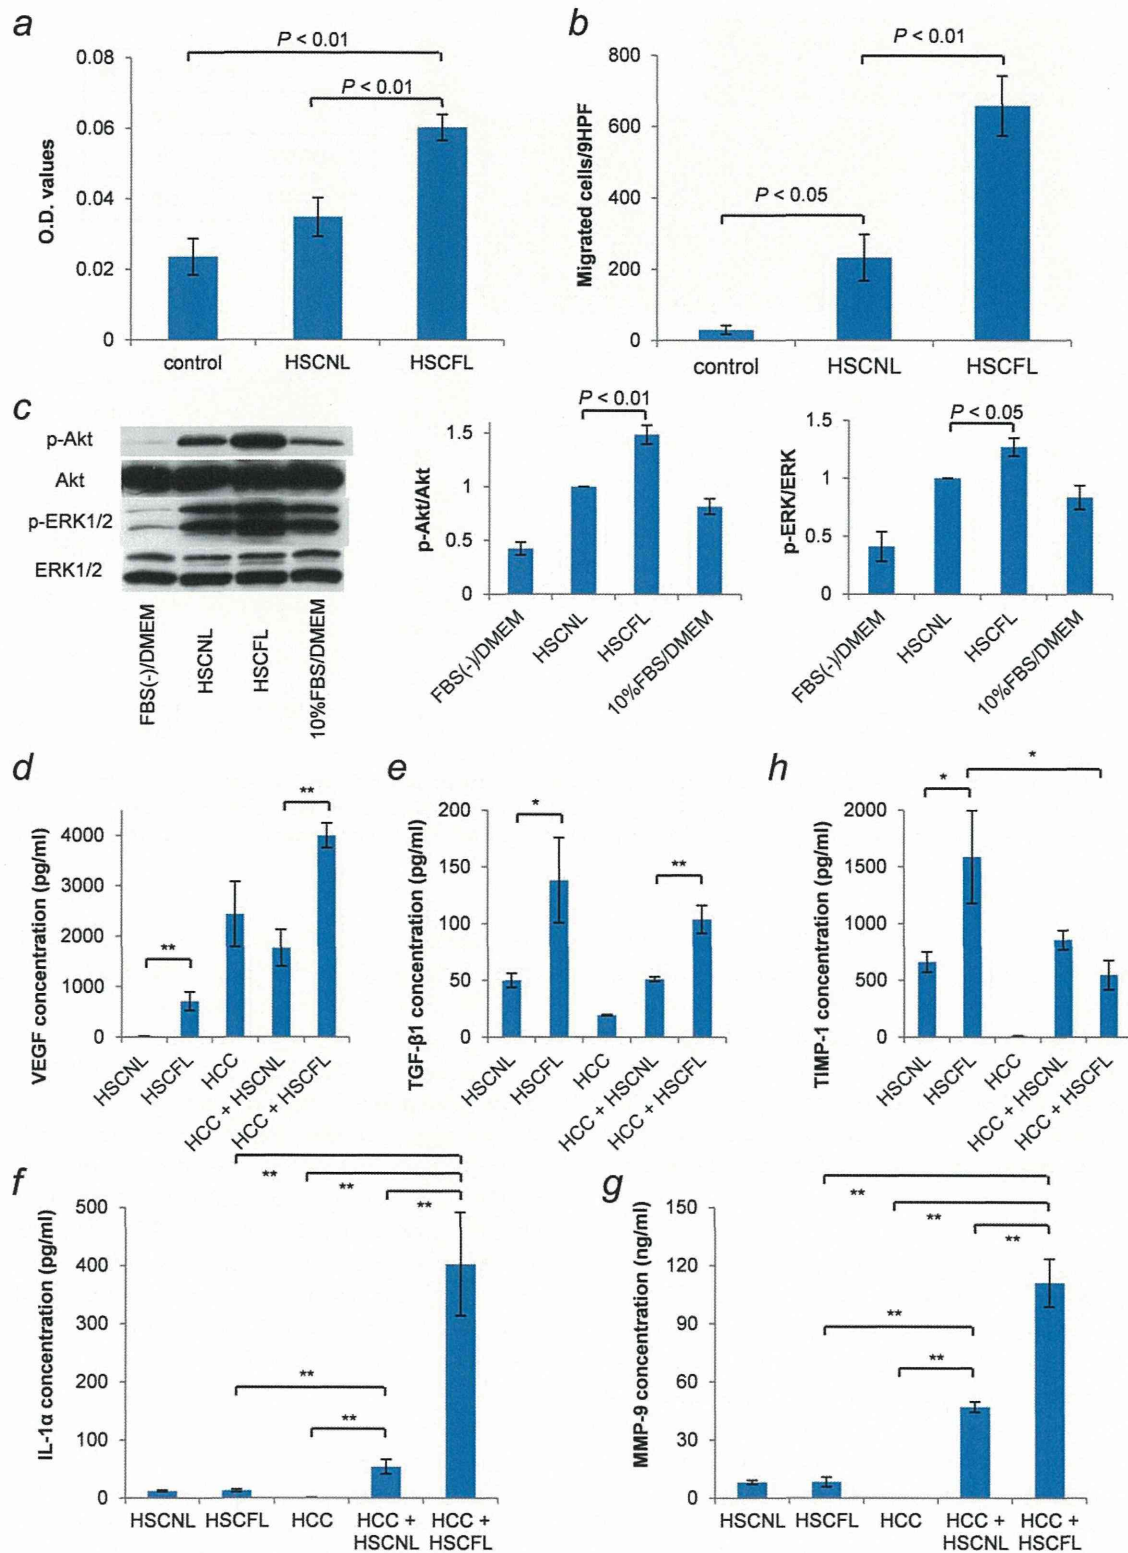 a
P < 0.01
P < 0.01
0.08
0.06
0.04
0.02
0
O.D. values
control
HSCNL
HSCFL
b
P < 0.01
P < 0.05
800
600
400
200
0
Migrated cells/9HPF
control
HSCNL
HSCFL
c
p-Akt
Akt
p-ERK1/2
ERK1/2
FBS(-)/DMEM
HSCNL
HSCFL
10%FBS/DMEM
P < 0.01
1.5
1
0.5
0
p-Akt/Akt
FBS(-)/DMEM
HSCNL
HSCFL
10%FBS/DMEM
P < 0.05
1.5
1
0.5
0
p-ERK/ERK
FBS(-)/DMEM
HSCNL
HSCFL
10%FBS/DMEM
d
**
**
4000
3000
2000
1000
0
VEGF concentration (pg/ml)
HSCNL
HSCFL
HCC
HCC + HSCNL
HCC + HSCFL
e
*
**
200
150
100
50
0
TGF-β1 concentration (pg/ml)
HSCNL
HSCFL
HCC
HCC + HSCNL
HCC + HSCFL
h
*
*
2000
1500
1000
500
0
TIMP-1 concentration (pg/ml)
HSCNL
HSCFL
HCC
HCC + HSCNL
HCC + HSCFL
f
**
**
**
**
**
500
400
300
200
100
0
IL-1α concentration (pg/ml)
HSCNL
HSCFL
HCC
HCC +
HSCNL
HCC +
HSCFL
g
**
**
**
**
**
150
120
90
60
30
0
MMP-9 concentration (ng/ml)
HSCNL
HSCFL
HCC
HCC +
HSCNL
HCC +
HSCFL